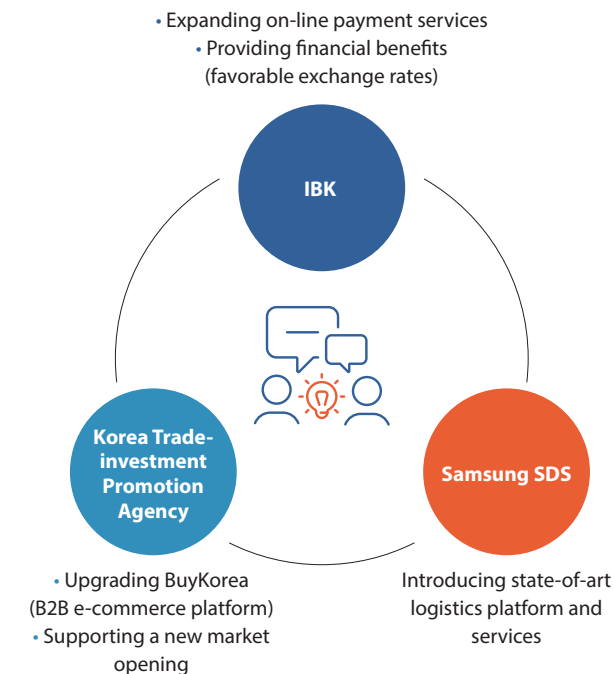 • Expanding on-line payment services
• Providing financial benefits
(favorable exchange rates)
IBK
Korea Trade-
investment
Promotion
Agency
Samsung SDS
• Upgrading BuyKorea
(B2B e-commerce platform)
• Supporting a new market
opening
Introducing state-of-art
logistics platform and
services